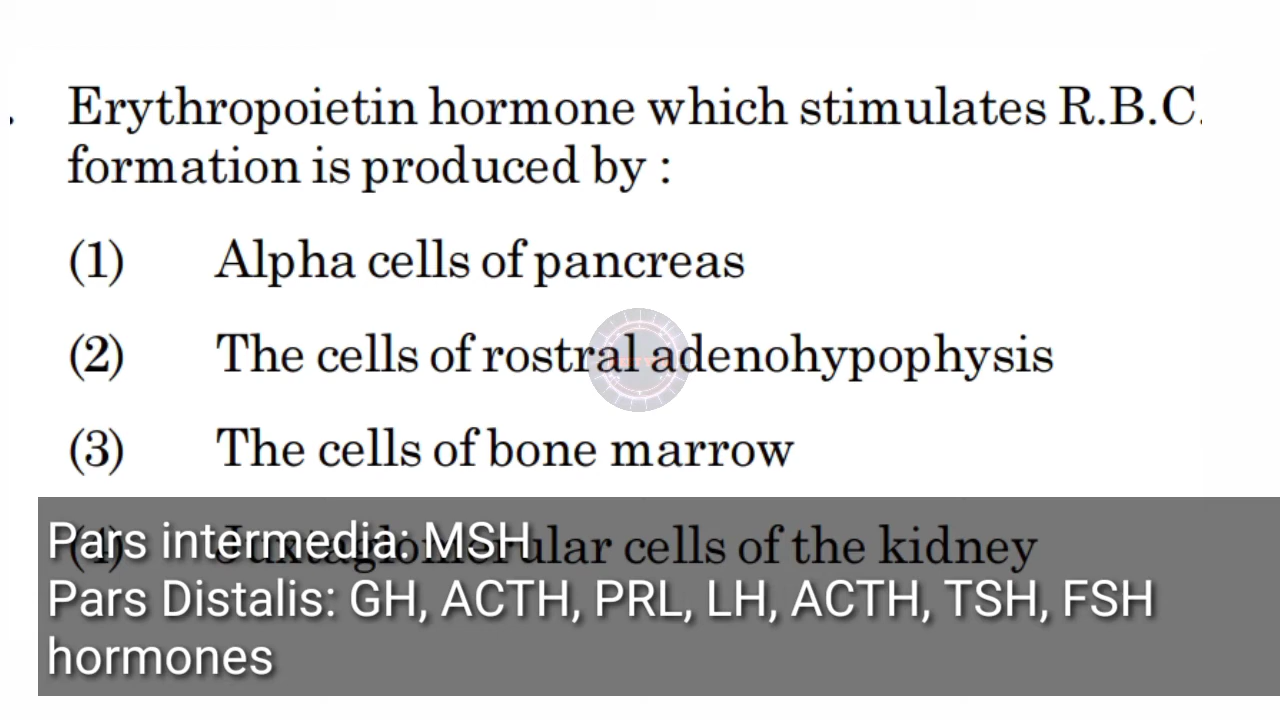 Erythropoietin hormone which stimulates R.B.C.
formation is produced by :
(1) Alpha cells of pancreas
(2) The cells of rostral adenohypophysis
(3) The cells of bone marrow
(4) Juxtaglomerular cells of the kidney
Pars intermedia: MSH
Pars Distalis: GH, ACTH, PRL, LH, ACTH, TSH, FSH
hormones